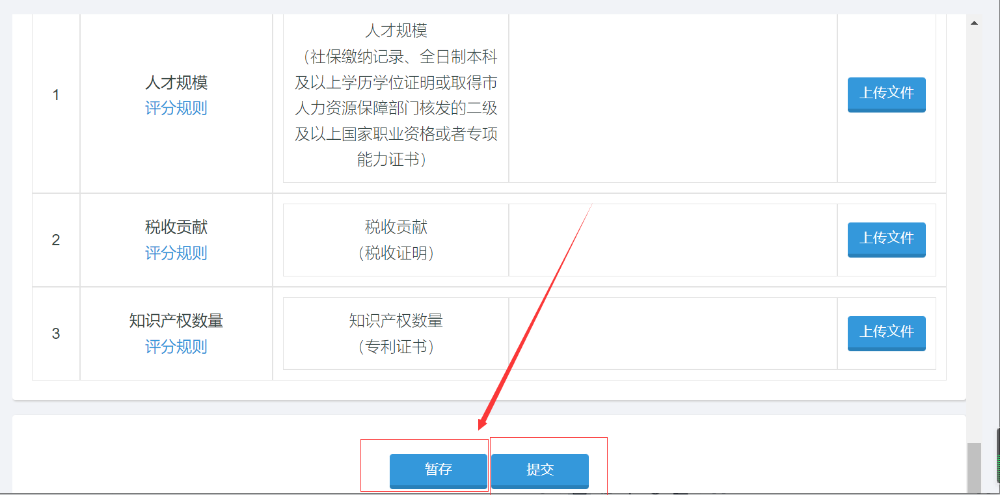 1
人才规模
评分规则
人才规模
（社保缴纳记录、全日制本科
及以上学历学位证明或取得市
人力资源保障部门核发的二级
及以上国家职业资格或者专项
能力证书）
上传文件
2
税收贡献
评分规则
税收贡献
（税收证明）
上传文件
3
知识产权数量
评分规则
知识产权数量
（专利证书）
上传文件
暂存
提交